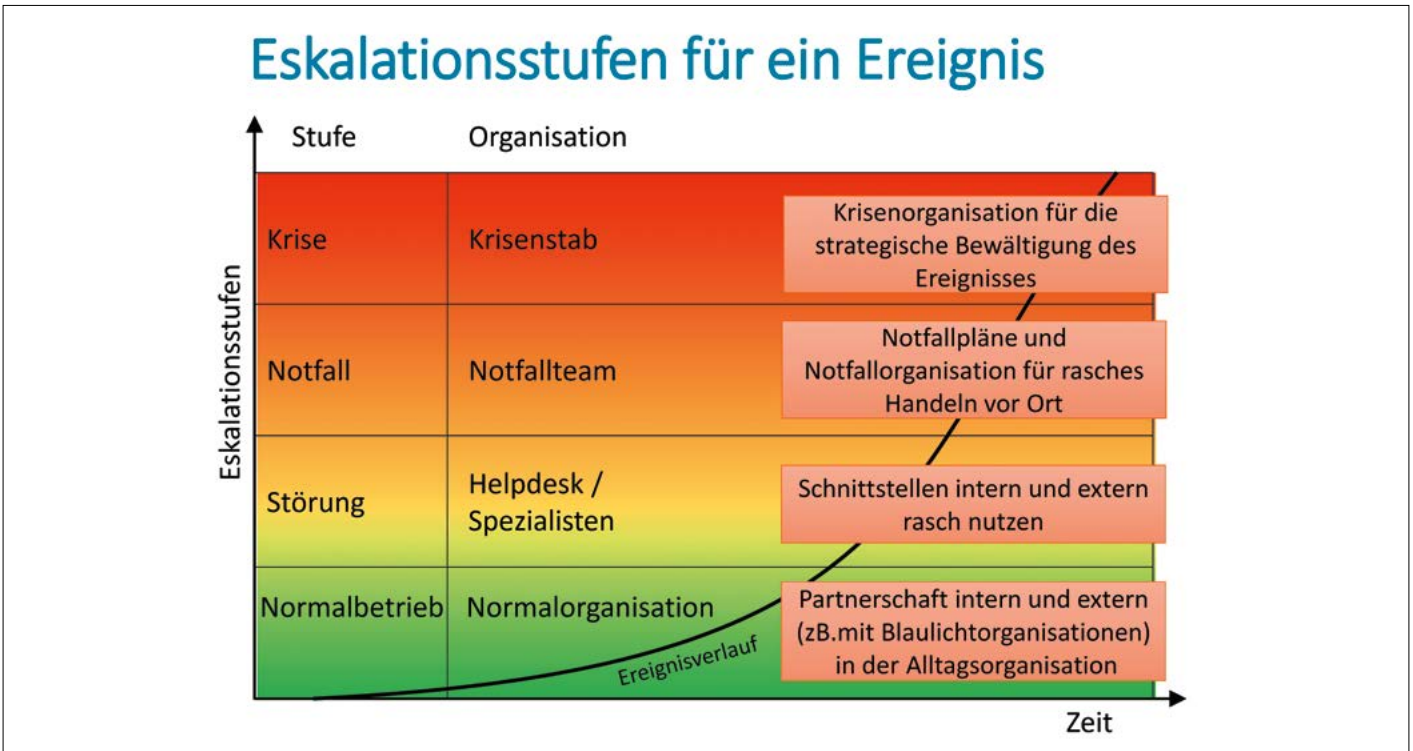 Eskalationsstufen für ein Ereignis
Stufe
Organisation
Eskalationsstufen
Krise
Krisenstab
Krisenorganisation für die
strategische Bewältigung des
Ereignisses
Notfall
Notfallteam
Notfallpläne und
Notfallorganisation für rasches
Handeln vor Ort
Störung
Helpdesk /
Spezialisten
Schnittstellen intern und extern
rasch nutzen
Normalbetrieb
Normalorganisation
Partnerschaft intern und extern
(zB.mit Blaulichtorganisationen)
in der Alltagsorganisation
Ereignisverlauf
Zeit